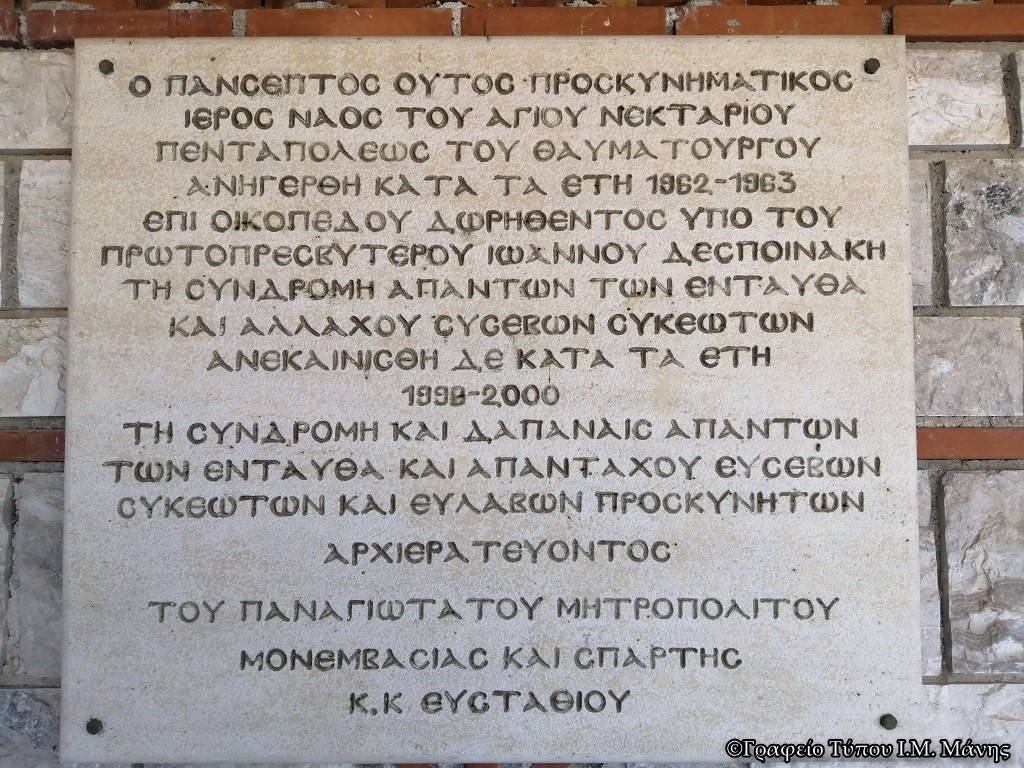 Ο ΠΑΝΣΕΠΤΟΣ ΟΥΤΟΣ ΠΡΟΣΚΥΝΗΜΑΤΙΚΟΣ
ΙΕΡΟΣ ΝΑΟΣ ΤΟΥ ΑΓΙΟΥ ΝΕΚΤΑΡΙΟΥ
ΠΕΝΤΑΠΟΛΕΩΣ ΤΟΥ ΘΑΥΜΑΤΟΥΡΓΟΥ
ΑΝΗΓΕΡΘΗ ΚΑΤΑ ΤΑ ΕΤΗ 1962-1963
ΕΠΙ ΟΙΚΟΠΕΔΟΥ ΔΩΡΗΘΕΝΤΟΣ ΥΠΟ ΤΟΥ
ΠΡΩΤΟΠΡΕΣΒΥΤΕΡΟΥ ΙΩΑΝΝΟΥ ΔΕΣΠΟΙΝΑΚΗ
ΤΗ ΣΥΝΔΡΟΜΗ ΑΠΑΝΤΩΝ ΤΩΝ ΕΝΤΑΥΘΑ
ΚΑΙ ΑΛΛΑΧΟΥ ΣΥΣΕΒΩΝ ΣΥΚΕΩΤΩΝ
ΑΝΕΚΑΙΝΙΣΘΗ ΔΕ ΚΑΤΑ ΤΑ ΕΤΗ
1998-2000
ΤΗ ΣΥΝΔΡΟΜΗ ΚΑΙ ΔΑΠΑΝΑΙΣ ΑΠΑΝΤΩΝ
ΤΩΝ ΕΝΤΑΥΘΑ ΚΑΙ ΑΠΑΝΤΑΧΟΥ ΕΥΣΕΒΩΝ
ΣΥΚΕΩΤΩΝ ΚΑΙ ΕΥΛΑΒΩΝ ΠΡΟΣΚΥΝΗΤΩΝ
ΑΡΧΙΕΡΑΤΕΥΟΝΤΟΣ
ΤΟΥ ΠΑΝΑΓΙΩΤΑΤΟΥ ΜΗΤΡΟΠΟΛΙΤΟΥ
ΜΟΝΕΜΒΑΣΙΑΣ ΚΑΙ ΣΠΑΡΤΗΣ
Κ.Κ ΕΥΣΤΑΘΙΟΥ
©Γραφείο Τύπου Ι.Μ. Μάνης